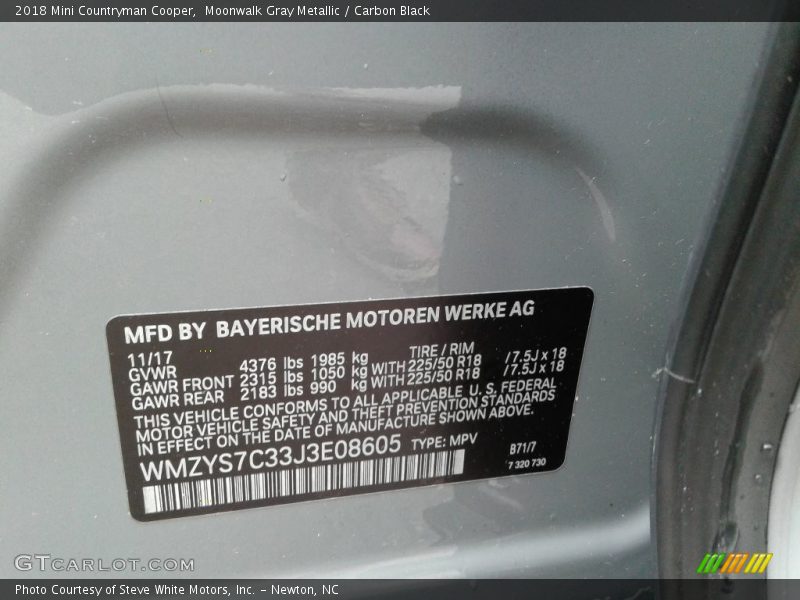 2018 Mini Countryman Cooper,  Moonwalk Gray Metallic / Carbon Black
MFD BY BAYERISCHE MOTOREN WERKE AG
11/17 TIRE / RIM
GVWR 4376 lbs 1985 kg
GAWR FRONT 2315 lbs 1050 kg WITH 225/50 R18 /7.5J x 18
GAWR REAR 2183 lbs 990 kg WITH 225/50 R18 /7.5J x 18
THIS VEHICLE CONFORMS TO ALL APPLICABLE U.S. FEDERAL
MOTOR VEHICLE SAFETY AND THEFT PREVENTION STANDARDS
IN EFFECT ON THE DATE OF MANUFACTURE SHOWN ABOVE.
WMZYS7C33J3E08605 TYPE: MPV B71/7
7 320 730
GTCARLOT.COM
Photo Courtesy of Steve White Motors, Inc. – Newton, NC